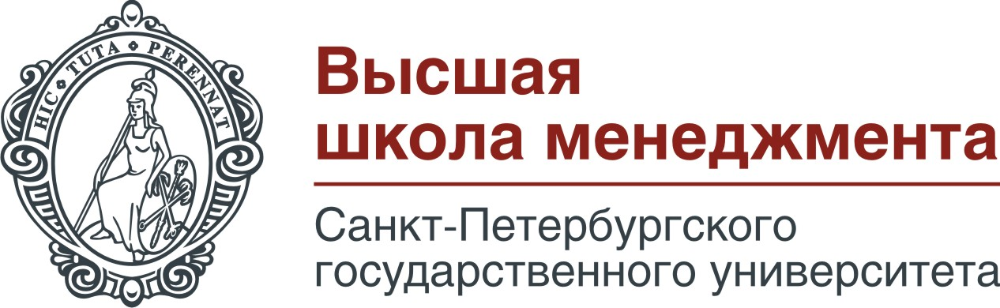 HIC TUTA PERENNAT
Высшая
школа менеджмента
Санкт-Петербургского
государственного университета